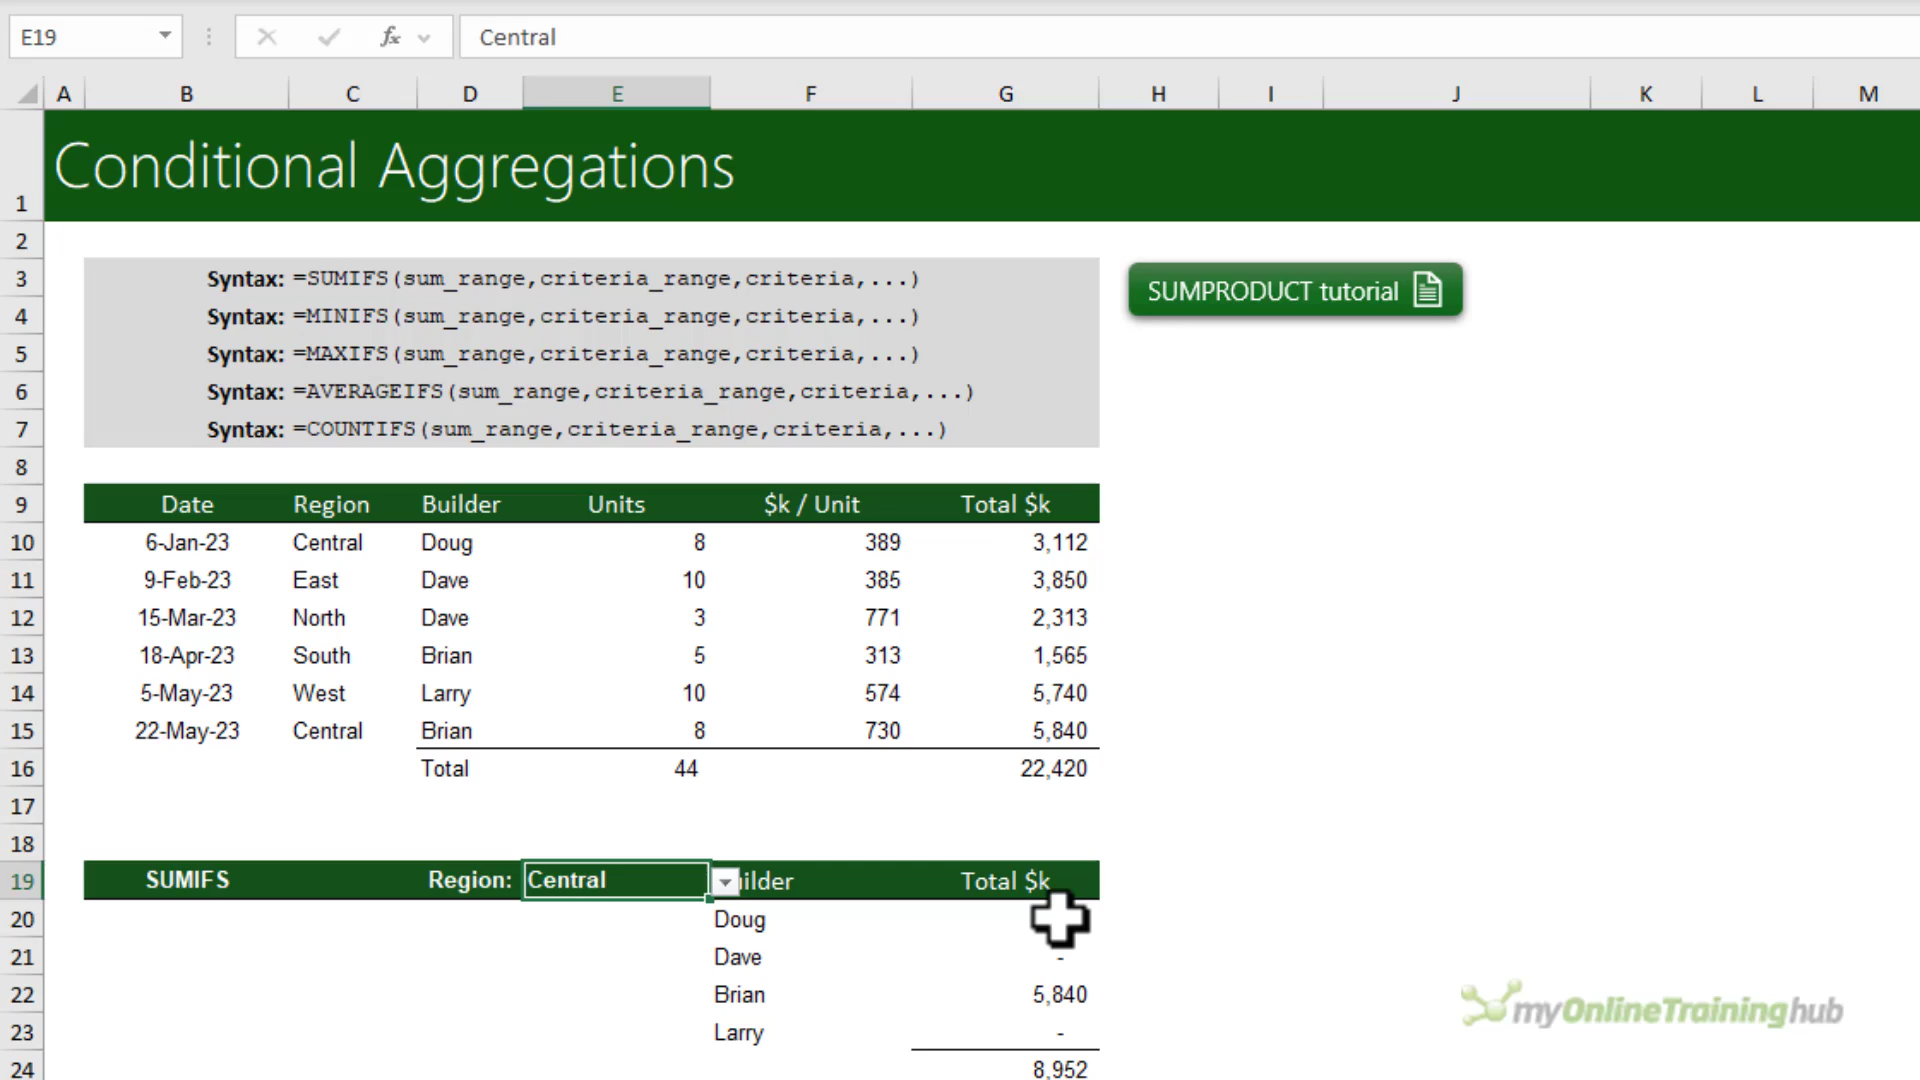 E19
fx
Central
A B C D E F G H I J K L M
1 Conditional Aggregations
2
3 Syntax: =SUMIFS(sum_range,criteria_range,criteria,...) SUMPRODUCT tutorial
4 Syntax: =MINIFS(sum_range,criteria_range,criteria,...)
5 Syntax: =MAXIFS(sum_range,criteria_range,criteria,...)
6 Syntax: =AVERAGEIFS(sum_range,criteria_range,criteria,...)
7 Syntax: =COUNTIFS(sum_range,criteria_range,criteria,...)
8
9 Date Region Builder Units $k / Unit Total $k
10 6-Jan-23 Central Doug 8 389 3,112
11 9-Feb-23 East Dave 10 385 3,850
12 15-Mar-23 North Dave 3 771 2,313
13 18-Apr-23 South Brian 5 313 1,565
14 5-May-23 West Larry 10 574 5,740
15 22-May-23 Central Brian 8 730 5,840
16 Total 44 22,420
17
18
19 SUMIFS Region: Central ilder Total $k
20 Doug
21 Dave -
22 Brian 5,840
23 Larry -
24 8,952
myOnlineTraininghub